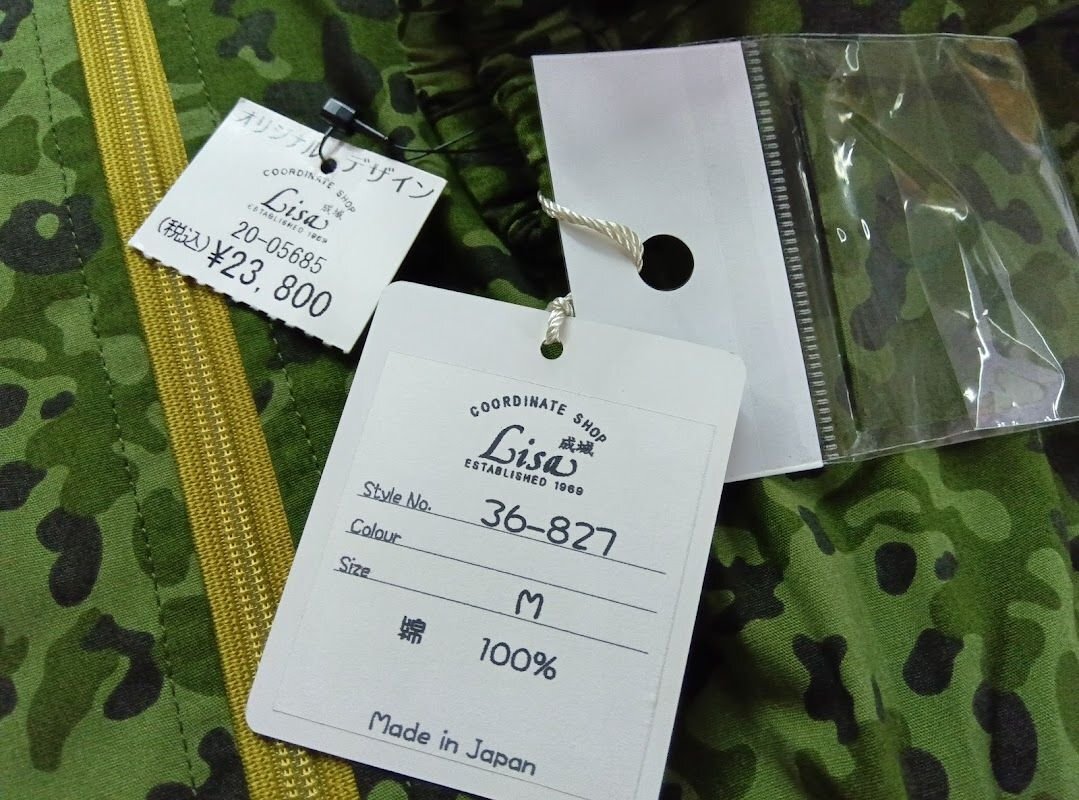 オリジナル・デザイン
COORDINATE SHOP
Lisa 成城
ESTABLISHED 1969
20-05685
(税込) ¥23,800
COORDINATE SHOP
Lisa 成城
ESTABLISHED 1969
Style No. 36-827
Colour
Size M
綿 100%
Made in Japan